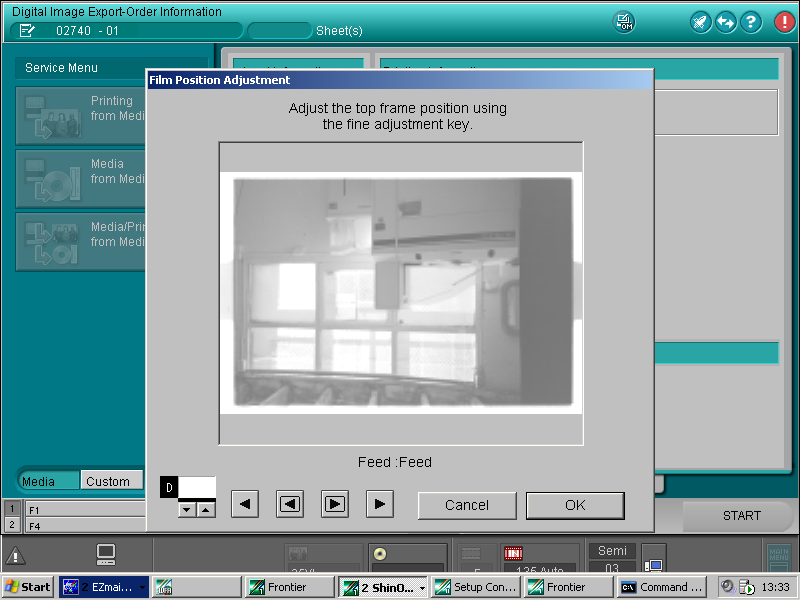 Digital Image Export-Order Information
02740 - 01
Sheet(s)
Service Menu
Film Position Adjustment
Printing
from Medi
Adjust the top frame position using
the fine adjustment key.
Media
from Medi
Media/Prin
from Medi
Feed :Feed
Media
Custom
D
Cancel
OK
1
F1
2
F4
START
Semi
03
135 Auto
F
MAIN
MENU
Start
2 EZmai...
Frontier
2 ShinO...
Setup Con...
Frontier
Command ...
13:33